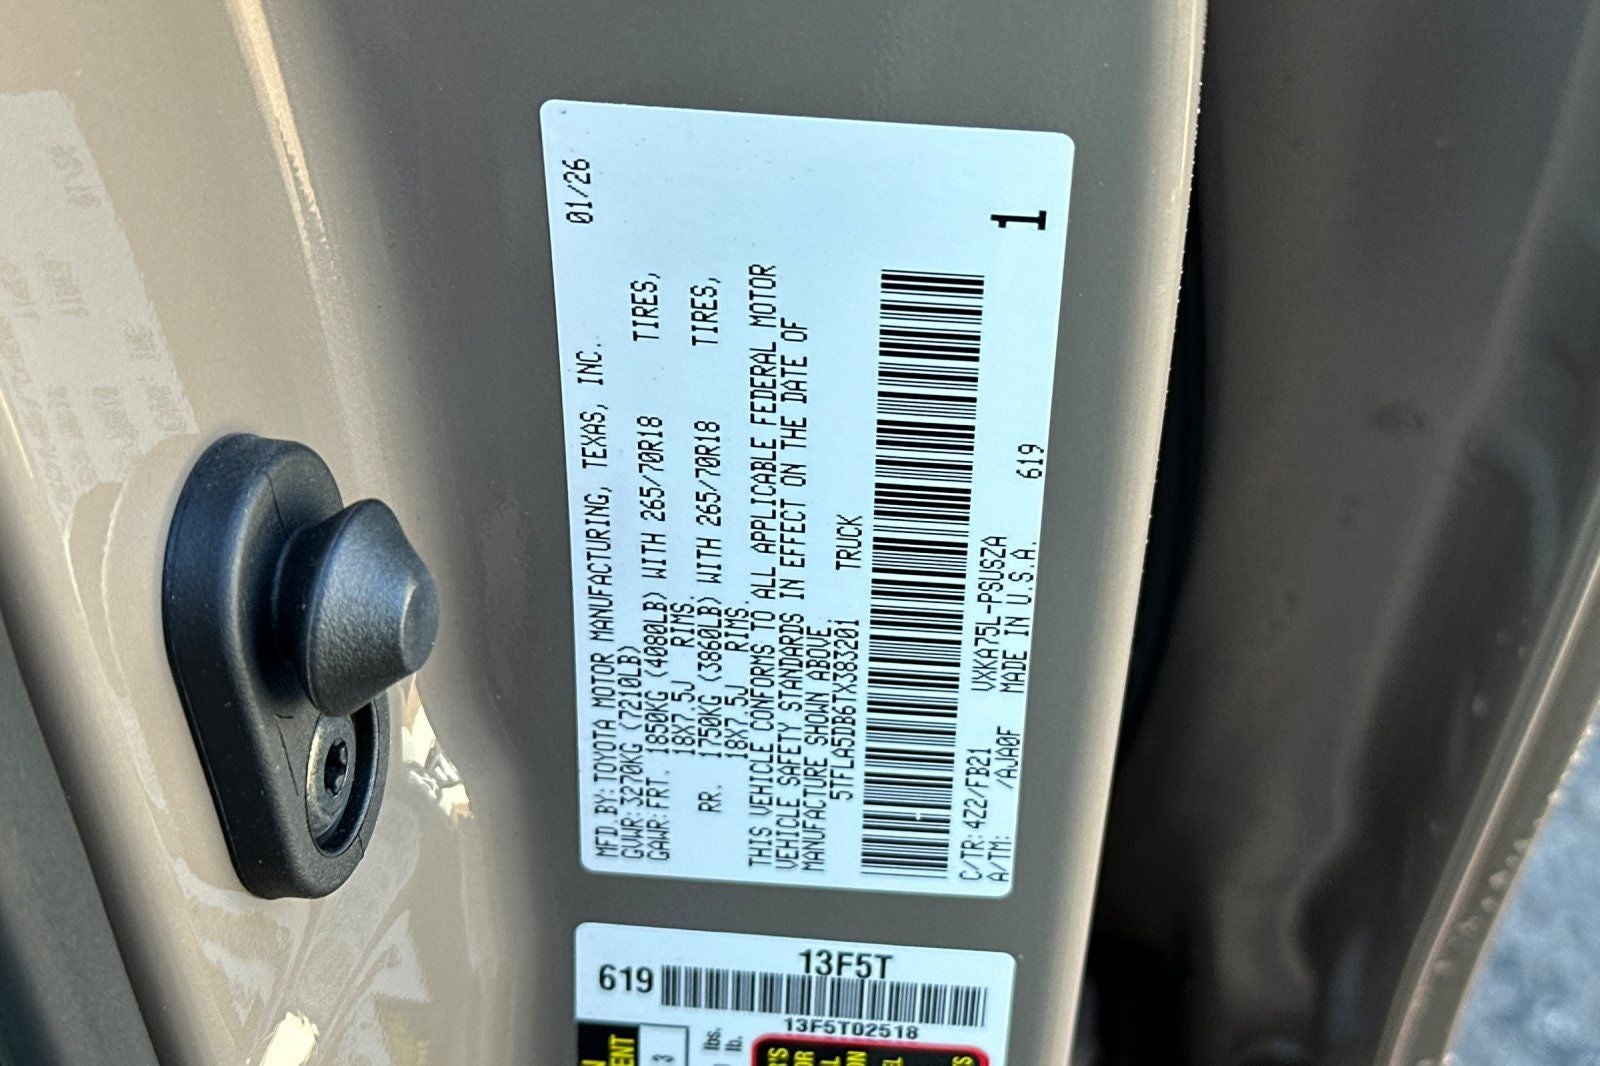 MFD.BY: TOYOTA MOTOR MANUFACTURING, TEXAS, INC. 01/26
GVWR: 3270KG (7210LB)
GAWR: FRT. 1850KG (4080LB) WITH 265/70R18 TIRES,
18X7.5J RIMS.
RR. 1750KG (3860LB) WITH 265/70R18 TIRES,
18X7.5J RIMS.
THIS VEHICLE CONFORMS TO ALL APPLICABLE FEDERAL MOTOR
VEHICLE SAFETY STANDARDS IN EFFECT ON THE DATE OF
MANUFACTURE SHOWN ABOVE.
5TFLA5DB6TX383201 TRUCK
C/TR: 4Z2/FB21 VXKA75L-PSUSZA
A/TM: /AJA0F MADE IN U.S.A. 619
1
13F5T
619
13F5T02518
lbs.
lb.
3